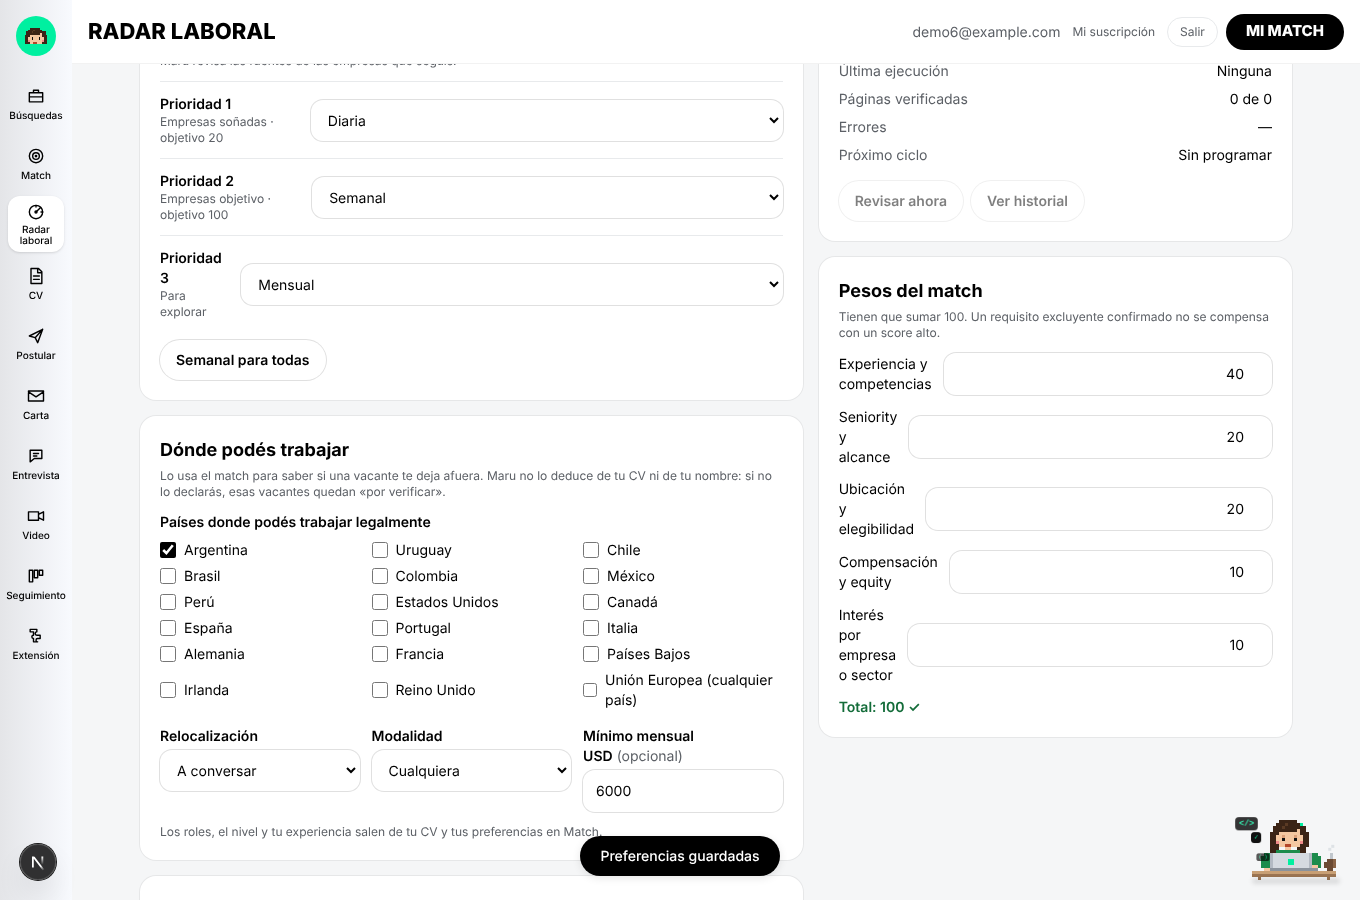 RADAR LABORAL
demo6@example.com
Mi suscripción
Salir
MI MATCH
Búsquedas
Match
Radar
laboral
CV
Postular
Carta
Entrevista
Video
Seguimiento
Extensión
Prioridad 1
Empresas soñadas ·
objetivo 20
Diaria
Prioridad 2
Empresas objetivo ·
objetivo 100
Semanal
Prioridad
3
Para
explorar
Mensual
Semanal para todas
Dónde podés trabajar
Lo usa el match para saber si una vacante te deja afuera. Maru no lo deduce de tu CV ni de tu nombre: si no
lo declarás, esas vacantes quedan «por verificar».
Países donde podés trabajar legalmente
Argentina
Uruguay
Chile
Brasil
Colombia
México
Perú
Estados Unidos
Canadá
España
Portugal
Italia
Alemania
Francia
Países Bajos
Irlanda
Reino Unido
Unión Europea (cualquier
país)
Relocalización
A conversar
Modalidad
Cualquiera
Mínimo mensual
USD (opcional)
6000
Los roles, el nivel y tu experiencia salen de tu CV y tus preferencias en Match.
Preferencias guardadas
Última ejecución
Ninguna
Páginas verificadas
0 de 0
Errores
—
Próximo ciclo
Sin programar
Revisar ahora
Ver historial
Pesos del match
Tienen que sumar 100. Un requisito excluyente confirmado no se compensa
con un score alto.
Experiencia y
competencias
40
Seniority
y
alcance
20
Ubicación
y
elegibilidad
20
Compensación
y equity
10
Interés
por
empresa
o sector
10
Total: 100 ✓
N